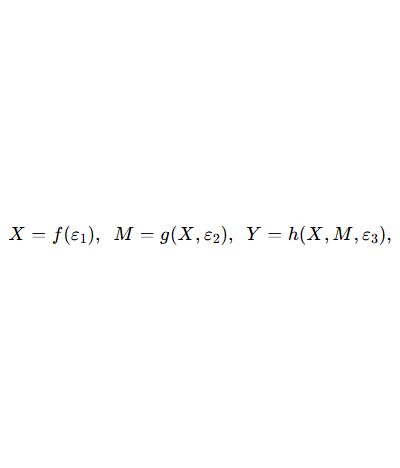 X = f(ε₁),  M = g(X, ε₂),  Y = h(X, M, ε₃),